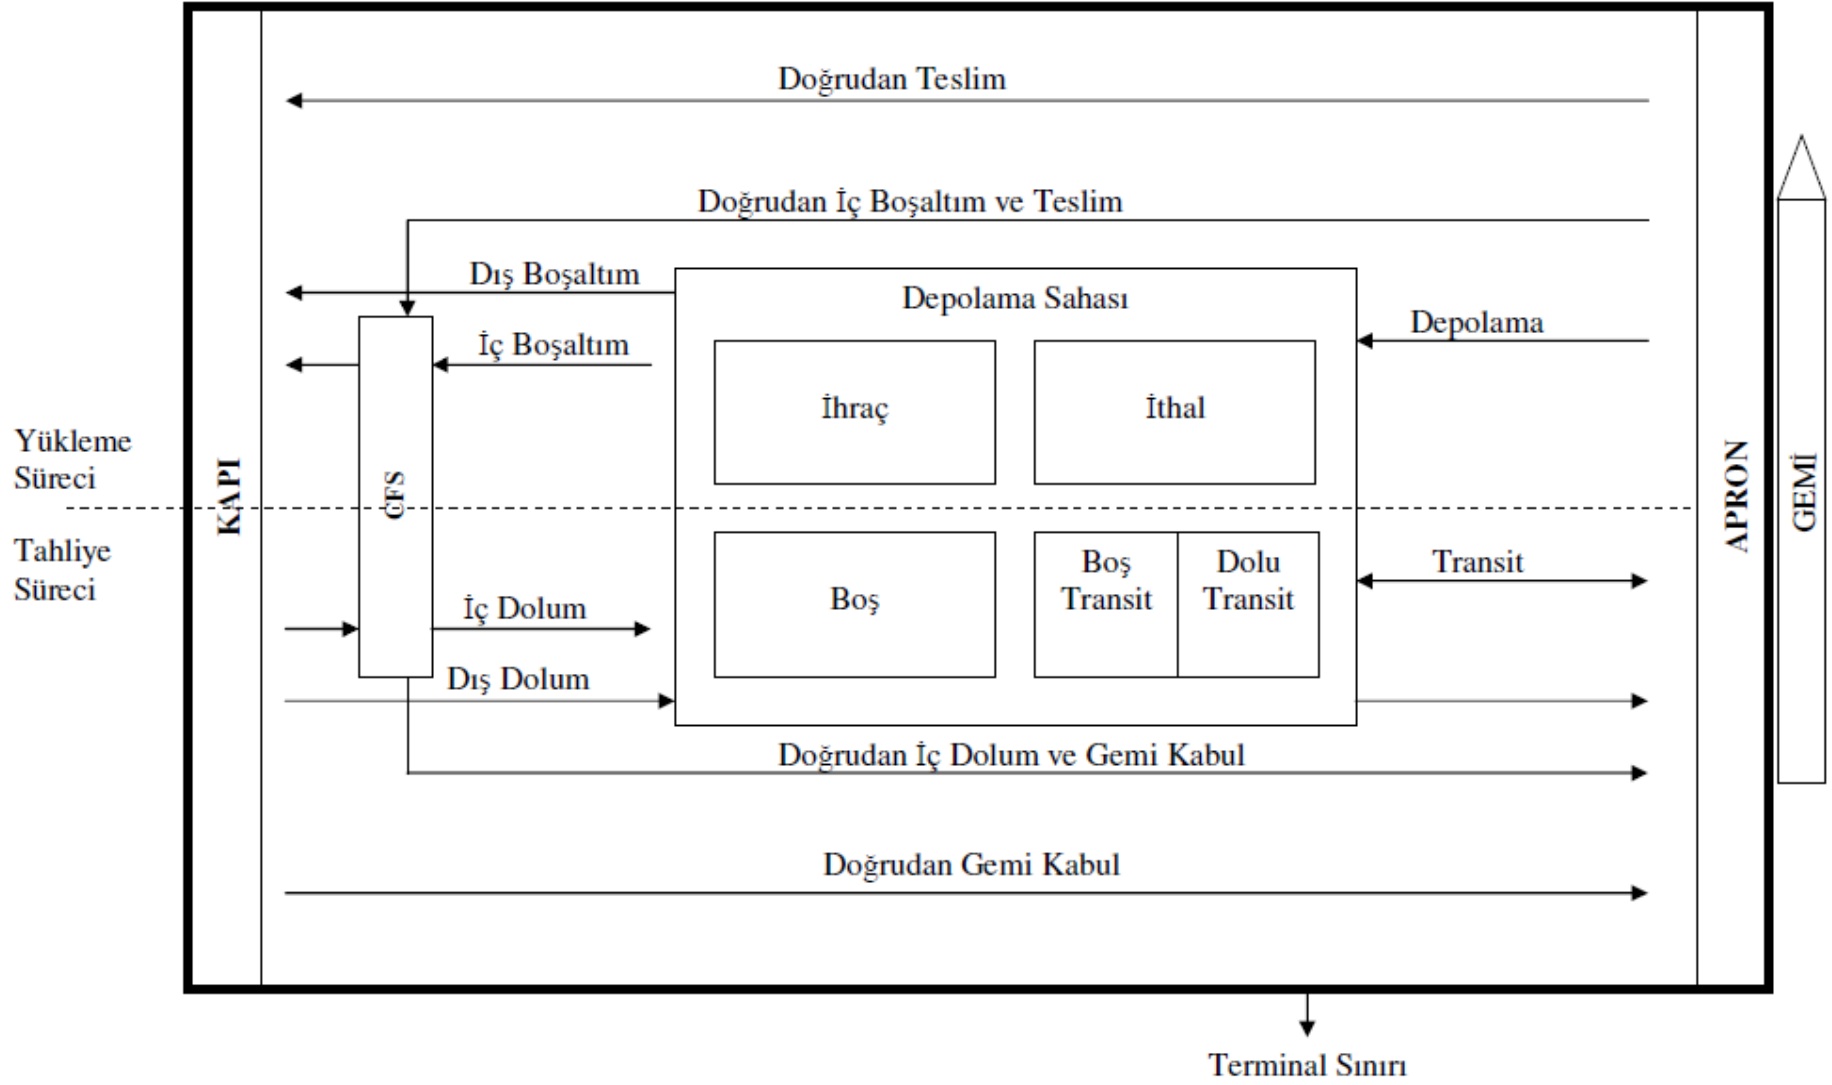 Doğrudan Teslim
Doğrudan İç Boşaltım ve Teslim
Dış Boşaltım
Depolama Sahası
Depolama
İç Boşaltım
İhraç
İthal
Yükleme
Süreci
KAPI
CFS
APRON
GEMİ
Tahliye
Süreci
Boş
Boş
Transit
Dolu
Transit
Transit
İç Dolum
Dış Dolum
Doğrudan İç Dolum ve Gemi Kabul
Doğrudan Gemi Kabul
Terminal Sınırı